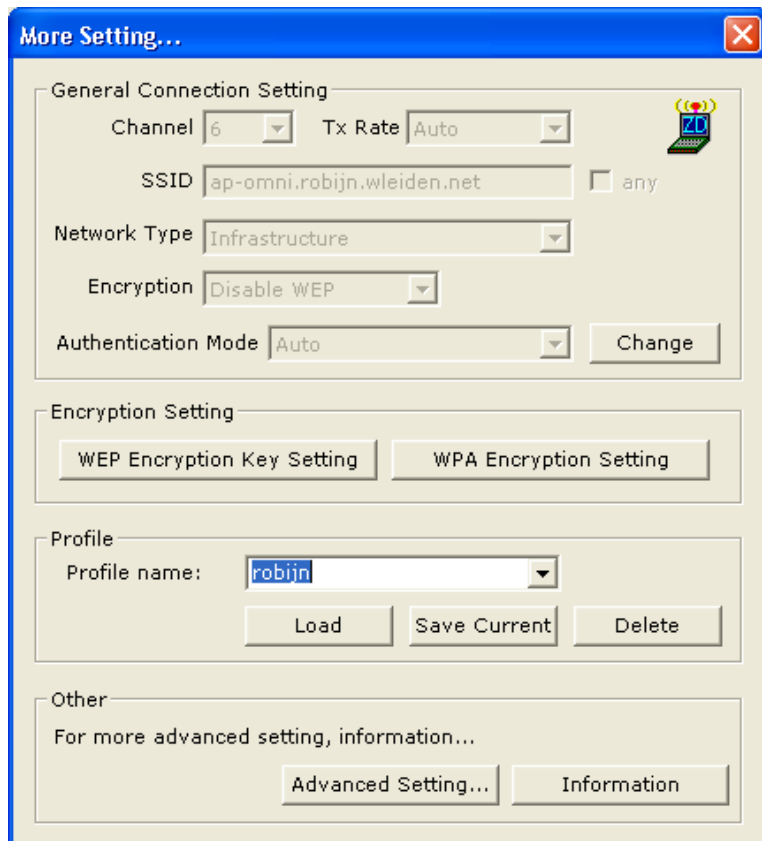 More Setting...
General Connection Setting
Channel 6 Tx Rate Auto
ZD
SSID ap-omni.robijn.wleiden.net any
Network Type Infrastructure
Encryption Disable WEP
Authentication Mode Auto Change
Encryption Setting
WEP Encryption Key Setting WPA Encryption Setting
Profile
Profile name: robijn
Load Save Current Delete
Other
For more advanced setting, information...
Advanced Setting... Information